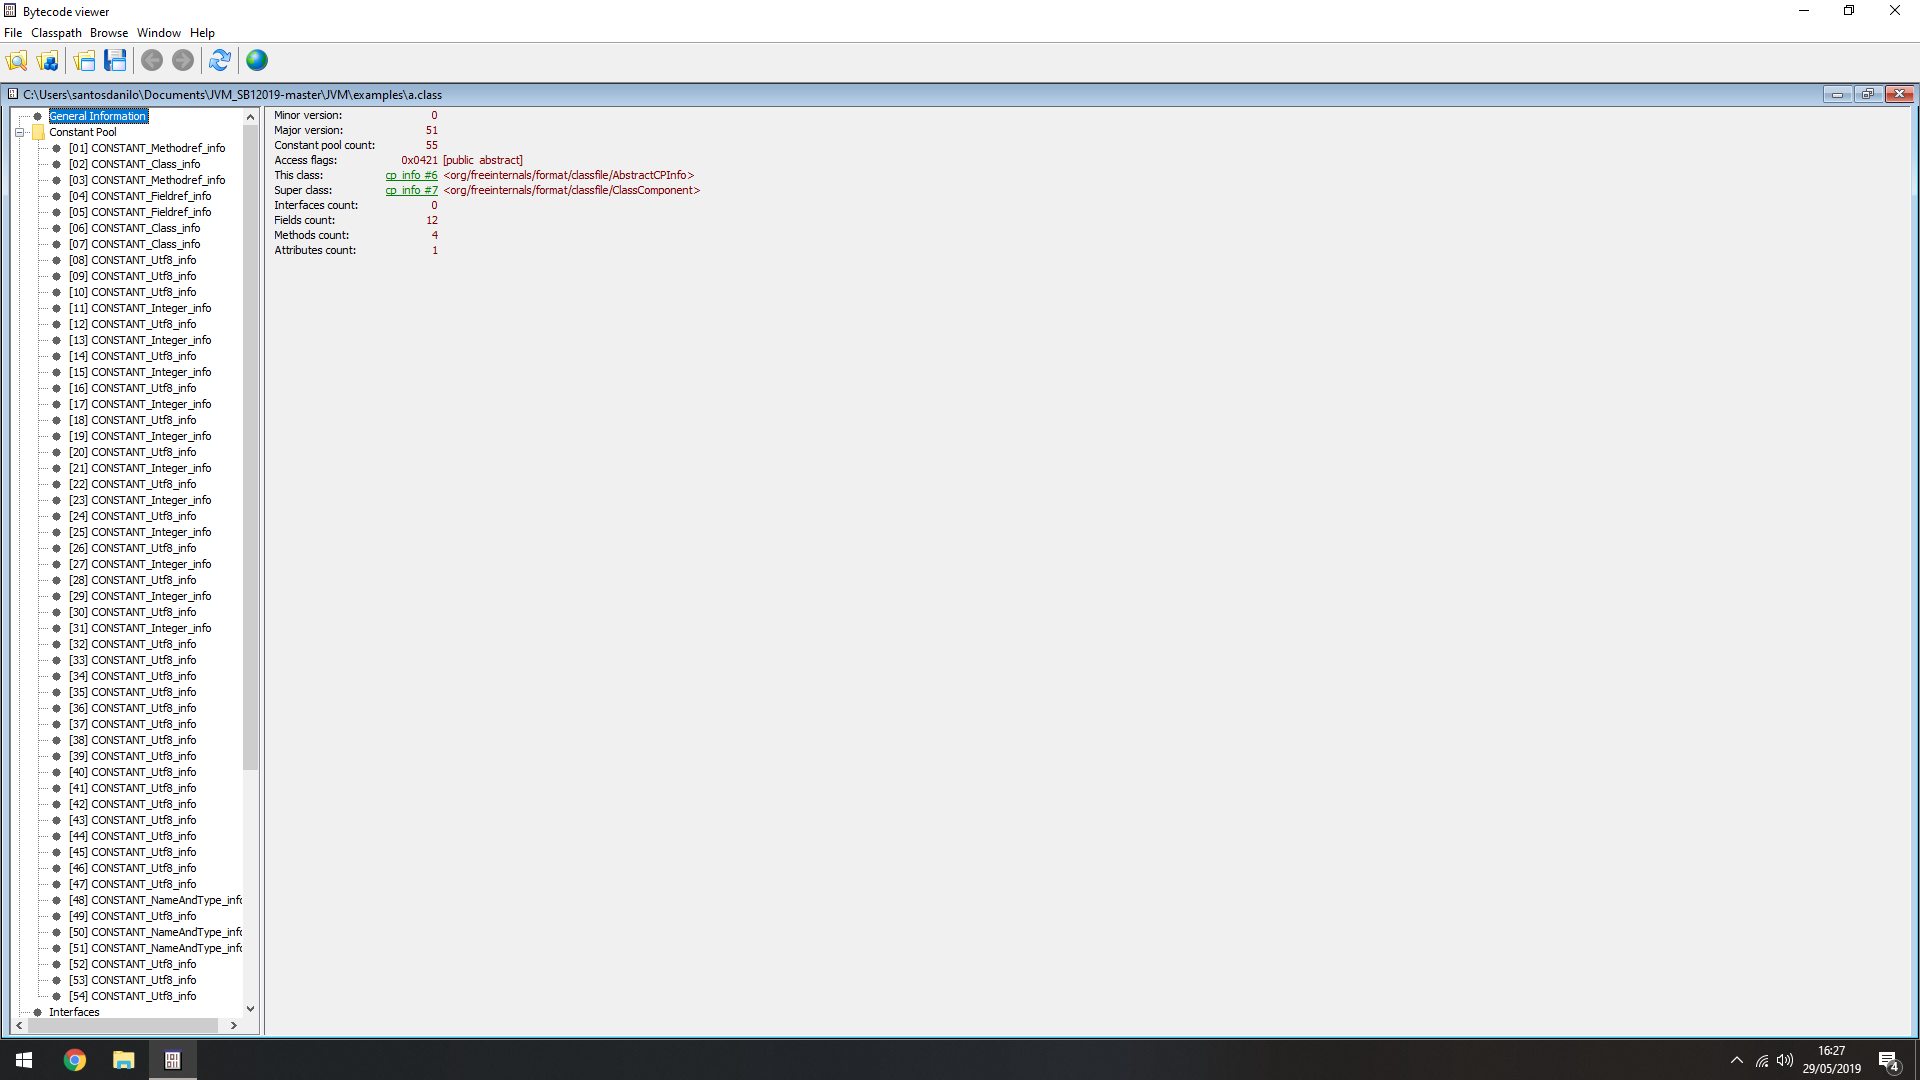 Bytecode viewer
File Classpath Browse Window Help
C:\Users\santosdanilo\Documents\JVM_SB12019-master\JVM\examples\a.class
General Information
Constant Pool
[01] CONSTANT_Methodref_info
[02] CONSTANT_Class_info
[03] CONSTANT_Methodref_info
[04] CONSTANT_Fieldref_info
[05] CONSTANT_Fieldref_info
[06] CONSTANT_Class_info
[07] CONSTANT_Class_info
[08] CONSTANT_Utf8_info
[09] CONSTANT_Utf8_info
[10] CONSTANT_Utf8_info
[11] CONSTANT_Integer_info
[12] CONSTANT_Utf8_info
[13] CONSTANT_Integer_info
[14] CONSTANT_Utf8_info
[15] CONSTANT_Integer_info
[16] CONSTANT_Utf8_info
[17] CONSTANT_Integer_info
[18] CONSTANT_Utf8_info
[19] CONSTANT_Integer_info
[20] CONSTANT_Utf8_info
[21] CONSTANT_Integer_info
[22] CONSTANT_Utf8_info
[23] CONSTANT_Integer_info
[24] CONSTANT_Utf8_info
[25] CONSTANT_Integer_info
[26] CONSTANT_Utf8_info
[27] CONSTANT_Integer_info
[28] CONSTANT_Utf8_info
[29] CONSTANT_Integer_info
[30] CONSTANT_Utf8_info
[31] CONSTANT_Integer_info
[32] CONSTANT_Utf8_info
[33] CONSTANT_Utf8_info
[34] CONSTANT_Utf8_info
[35] CONSTANT_Utf8_info
[36] CONSTANT_Utf8_info
[37] CONSTANT_Utf8_info
[38] CONSTANT_Utf8_info
[39] CONSTANT_Utf8_info
[40] CONSTANT_Utf8_info
[41] CONSTANT_Utf8_info
[42] CONSTANT_Utf8_info
[43] CONSTANT_Utf8_info
[44] CONSTANT_Utf8_info
[45] CONSTANT_Utf8_info
[46] CONSTANT_Utf8_info
[47] CONSTANT_Utf8_info
[48] CONSTANT_NameAndType_info
[49] CONSTANT_Utf8_info
[50] CONSTANT_NameAndType_info
[51] CONSTANT_NameAndType_info
[52] CONSTANT_Utf8_info
[53] CONSTANT_Utf8_info
[54] CONSTANT_Utf8_info
Interfaces
Minor version: 0
Major version: 51
Constant pool count: 55
Access flags: 0x0421 [public abstract]
This class: cp_info #6 <org/freeinternals/format/classfile/AbstractCPInfo>
Super class: cp_info #7 <org/freeinternals/format/classfile/ClassComponent>
Interfaces count: 0
Fields count: 12
Methods count: 4
Attributes count: 1
16:27
29/05/2019
4